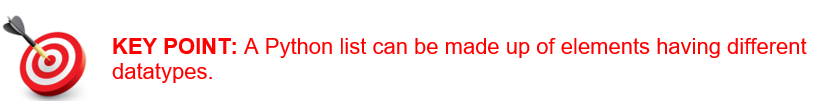 KEY POINT: A Python list can be made up of elements having different
datatypes.